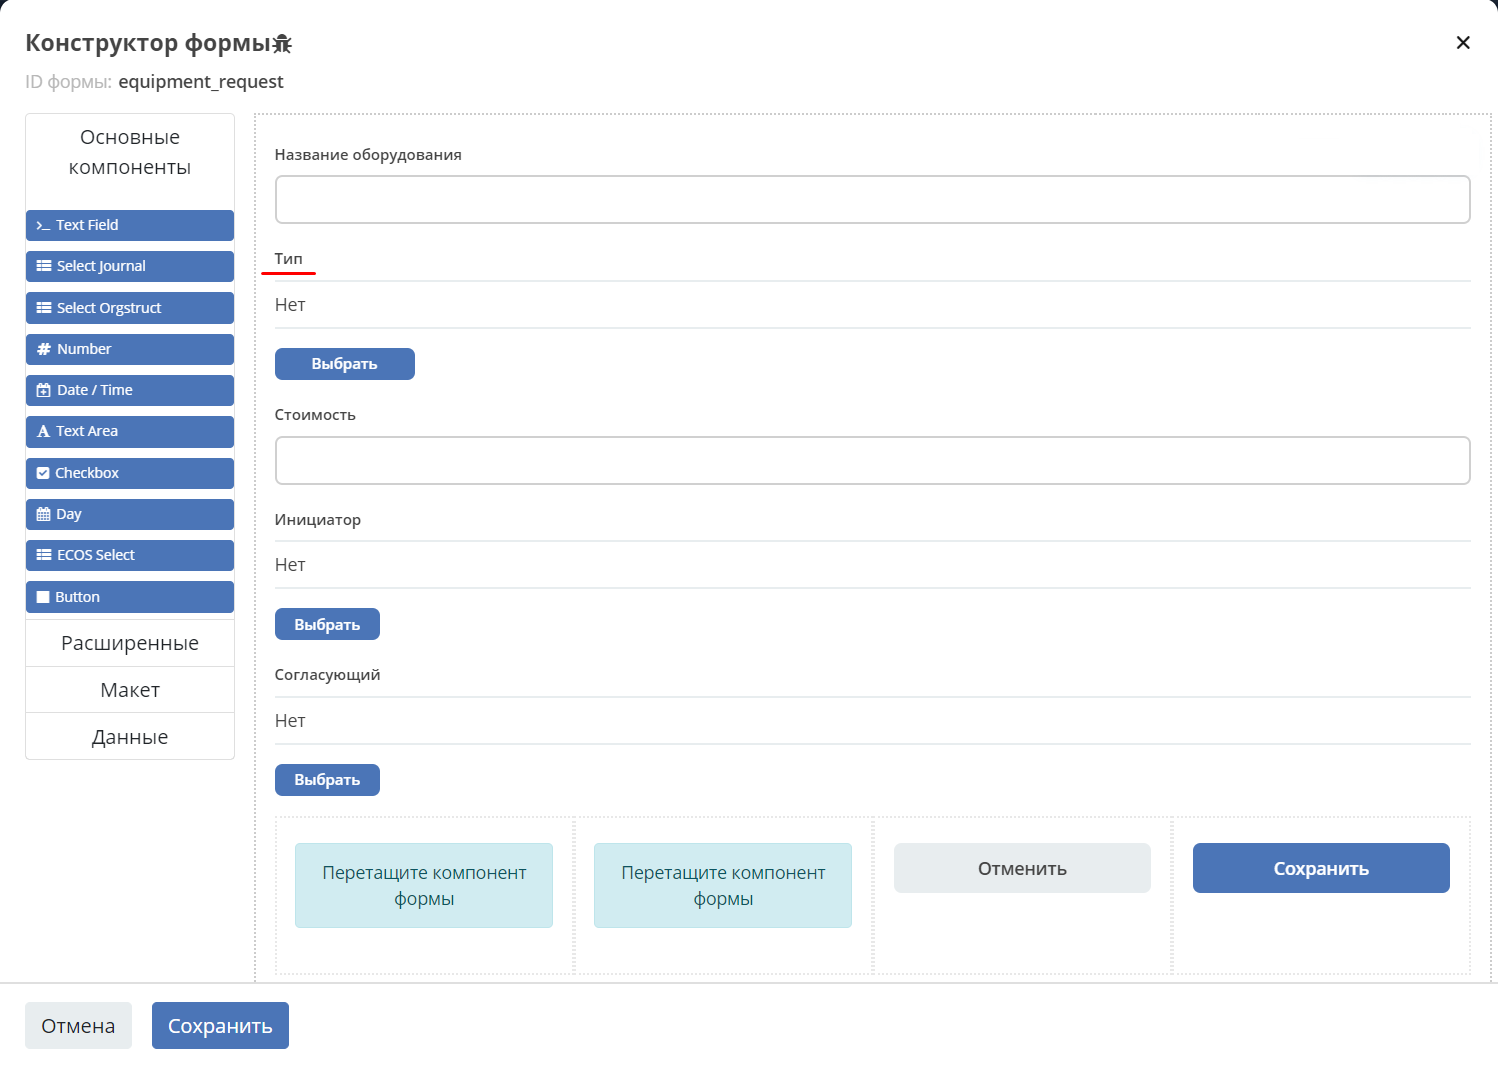 Конструктор формы
ID формы: equipment_request
Основные
компоненты
Text Field
Select Journal
Select Orgstruct
Number
Date / Time
Text Area
Checkbox
Day
ECOS Select
Button
Расширенные
Макет
Данные
Название оборудования
Тип
Нет
Выбрать
Стоимость
Инициатор
Нет
Выбрать
Согласующий
Нет
Выбрать
Перетащите компонент
формы
Перетащите компонент
формы
Отменить
Сохранить
Отмена
Сохранить